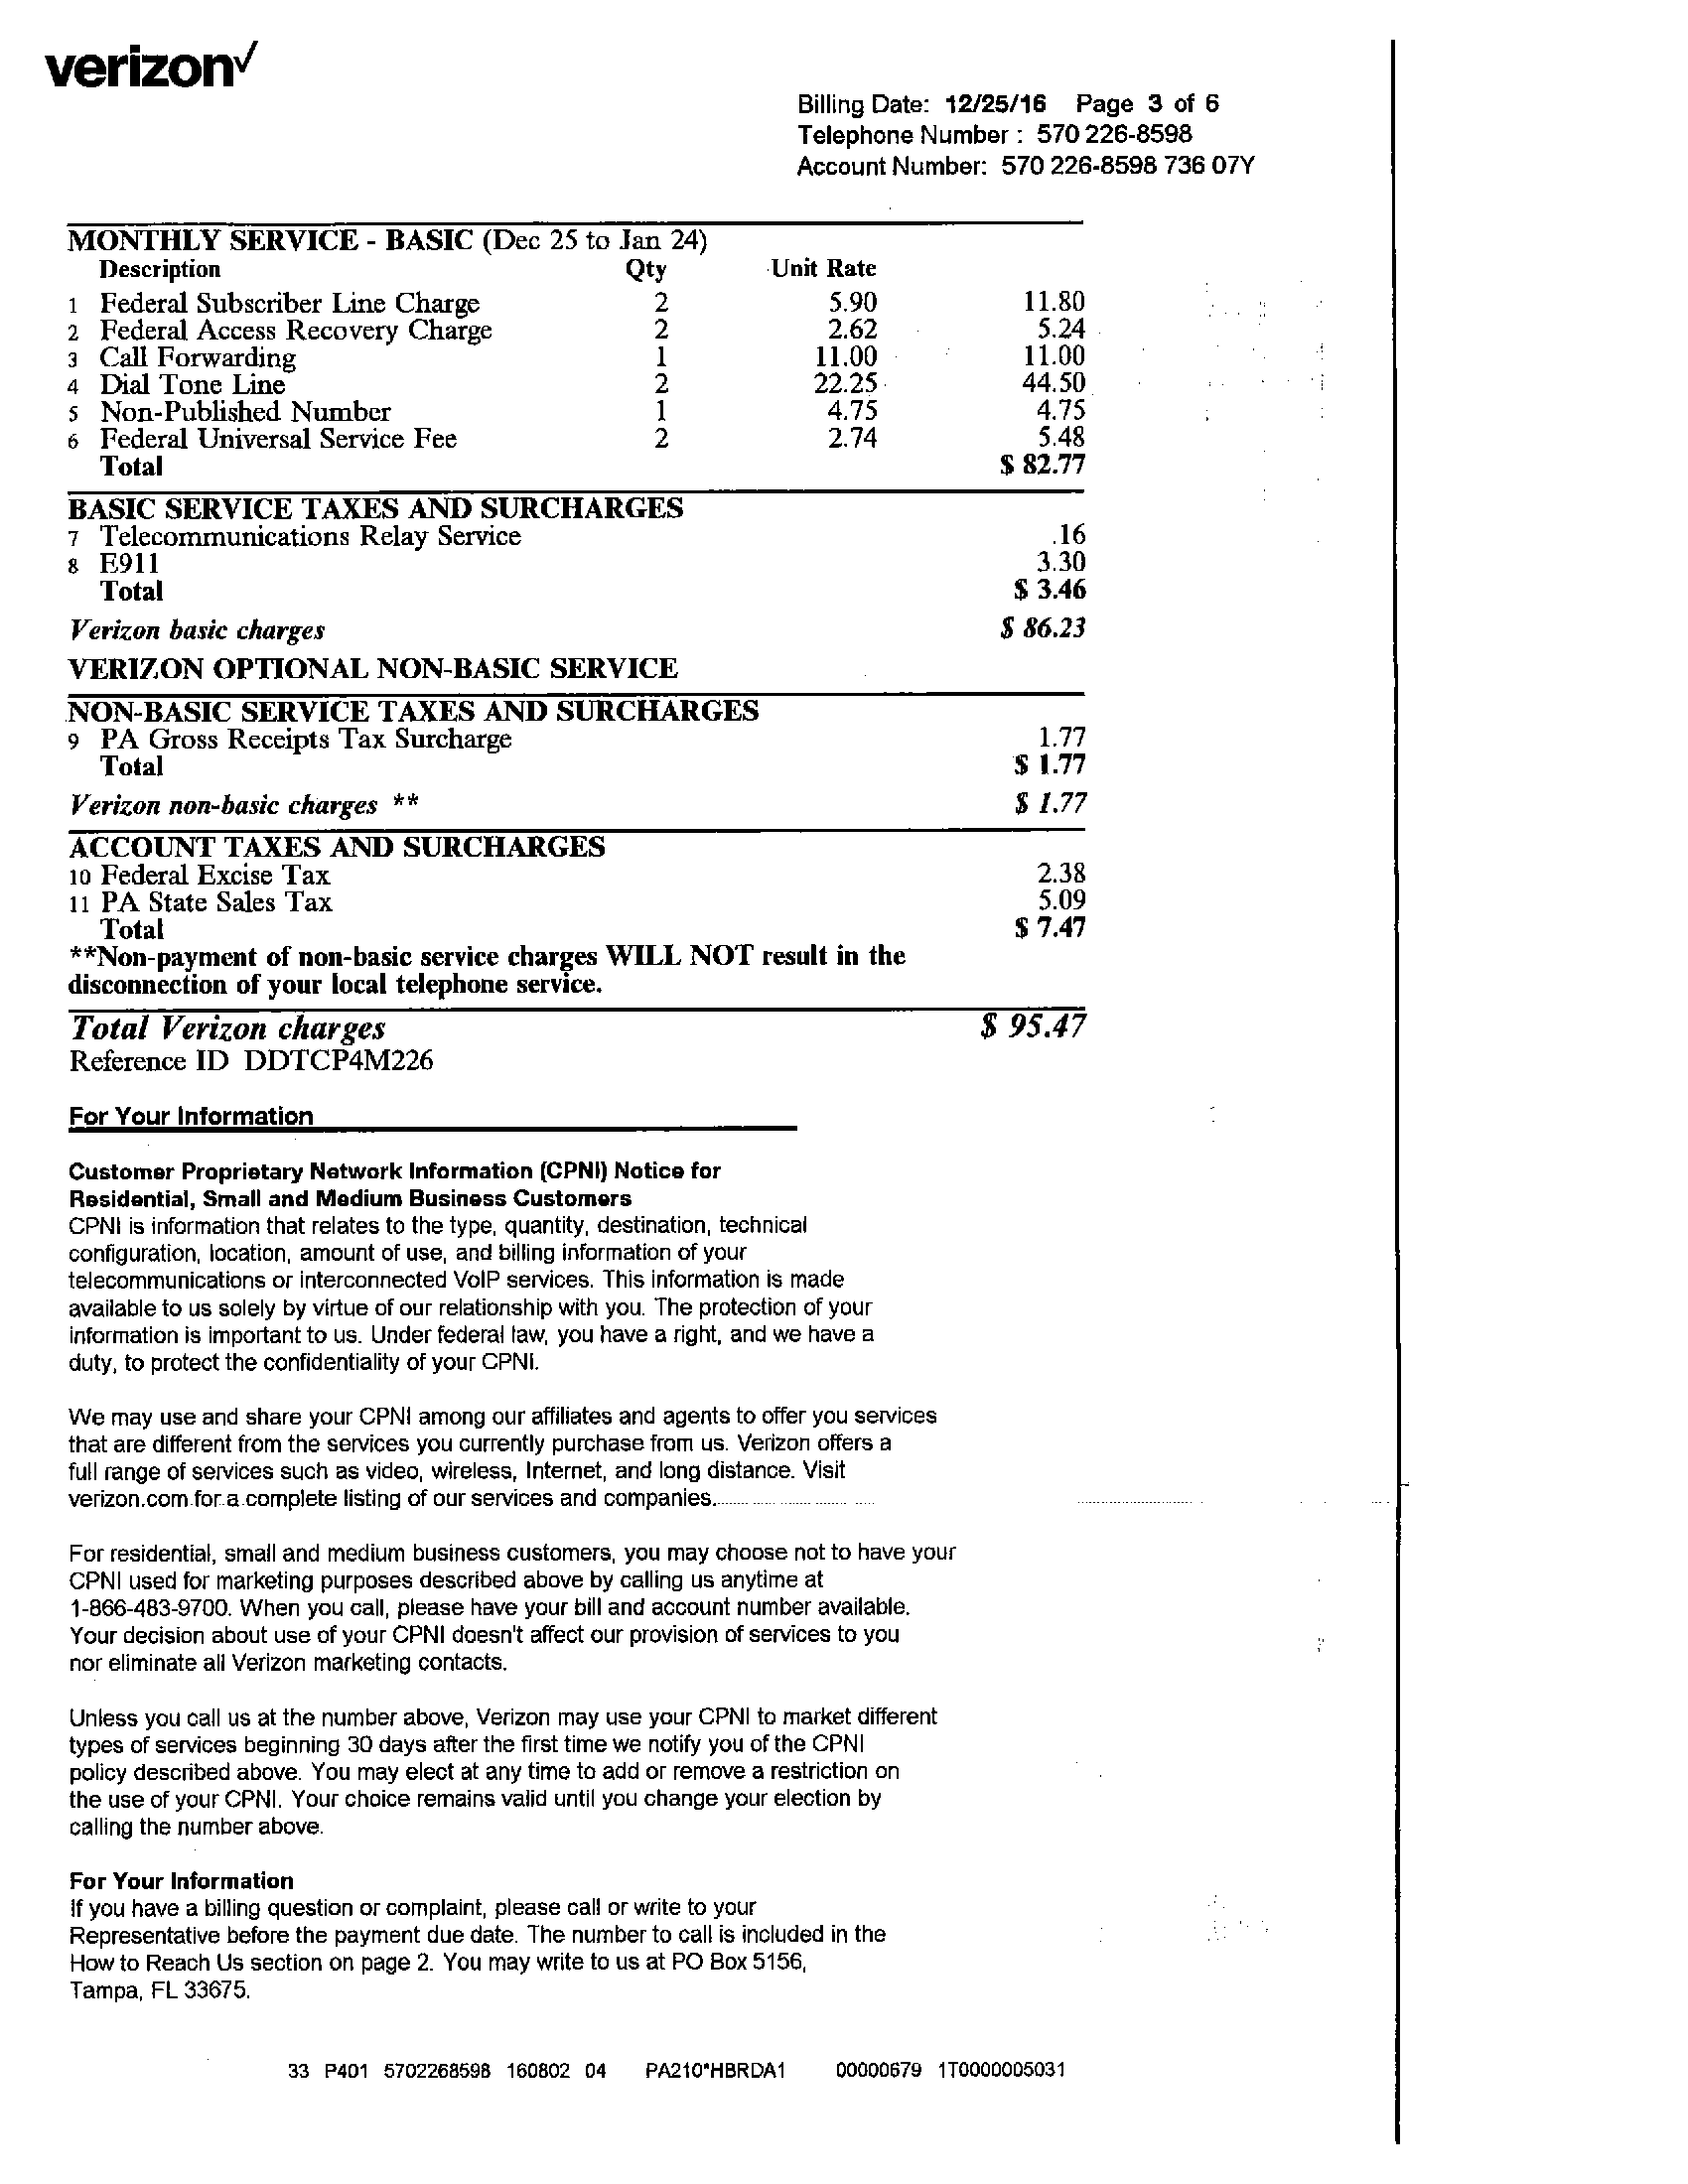 verizon✓
Billing Date: 12/25/16 Page 3 of 6
Telephone Number : 570 226-8598
Account Number: 570 226-8598 736 07Y
MONTHLY SERVICE - BASIC (Dec 25 to Jan 24)
Description Qty Unit Rate
1 Federal Subscriber Line Charge 2 5.90 11.80
2 Federal Access Recovery Charge 2 2.62 5.24
3 Call Forwarding 1 11.00 11.00
4 Dial Tone Line 2 22.25 44.50
5 Non-Published Number 1 4.75 4.75
6 Federal Universal Service Fee 2 2.74 5.48
Total $ 82.77
BASIC SERVICE TAXES AND SURCHARGES
7 Telecommunications Relay Service .16
8 E911 3.30
Total $ 3.46
Verizon basic charges $ 86.23
VERIZON OPTIONAL NON-BASIC SERVICE
NON-BASIC SERVICE TAXES AND SURCHARGES
9 PA Gross Receipts Tax Surcharge 1.77
Total $ 1.77
Verizon non-basic charges ** $ 1.77
ACCOUNT TAXES AND SURCHARGES
10 Federal Excise Tax 2.38
11 PA State Sales Tax 5.09
Total $ 7.47
**Non-payment of non-basic service charges WILL NOT result in the
disconnection of your local telephone service.
Total Verizon charges $ 95.47
Reference ID DDTCP4M226
For Your Information
Customer Proprietary Network Information (CPNI) Notice for
Residential, Small and Medium Business Customers
CPNI is information that relates to the type, quantity, destination, technical
configuration, location, amount of use, and billing information of your
telecommunications or interconnected VoIP services. This information is made
available to us solely by virtue of our relationship with you. The protection of your
information is important to us. Under federal law, you have a right, and we have a
duty, to protect the confidentiality of your CPNI.
We may use and share your CPNI among our affiliates and agents to offer you services
that are different from the services you currently purchase from us. Verizon offers a
full range of services such as video, wireless, Internet, and long distance. Visit
verizon.com for a complete listing of our services and companies.
For residential, small and medium business customers, you may choose not to have your
CPNI used for marketing purposes described above by calling us anytime at
1-866-483-9700. When you call, please have your bill and account number available.
Your decision about use of your CPNI doesn't affect our provision of services to you
nor eliminate all Verizon marketing contacts.
Unless you call us at the number above, Verizon may use your CPNI to market different
types of services beginning 30 days after the first time we notify you of the CPNI
policy described above. You may elect at any time to add or remove a restriction on
the use of your CPNI. Your choice remains valid until you change your election by
calling the number above.
For Your Information
If you have a billing question or complaint, please call or write to your
Representative before the payment due date. The number to call is included in the
How to Reach Us section on page 2. You may write to us at PO Box 5156,
Tampa, FL 33675.
33 P401 5702268598 160802 04 PA210*HBRDA1 00000679 1T0000005031